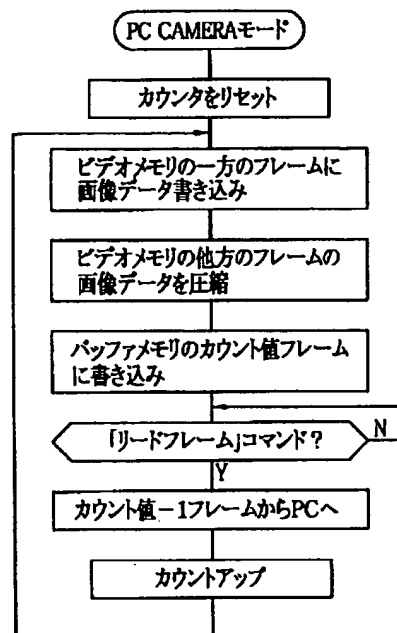 PC CAMERAモード
カウンタをリセット
ビデオメモリの一方のフレームに
画像データ書き込み
ビデオメモリの他方のフレームの
画像データを圧縮
バッファメモリのカウント値フレーム
に書き込み
「リードフレーム」コマンド?
N
Y
カウント値-1フレームからPCへ
カウントアップ